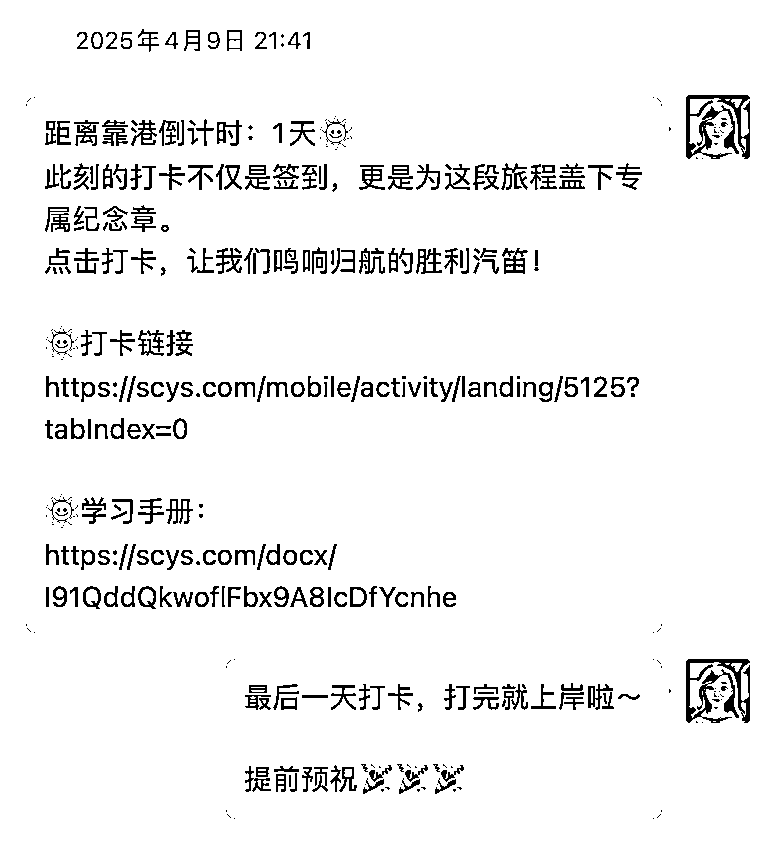 2025年4月9日 21:41
距离靠港倒计时：1天🌞
此刻的打卡不仅是签到，更是为这段旅程盖下专
属纪念章。
点击打卡，让我们鸣响归航的胜利汽笛！
🌞打卡链接
https://scys.com/mobile/activity/landing/5125?
tabIndex=0
🌞学习手册：
https://scys.com/docx/
I91QddQkwoflFbx9A8IcDfYcnhe
最后一天打卡，打完就上岸啦～
提前预祝🎉🎉🎉